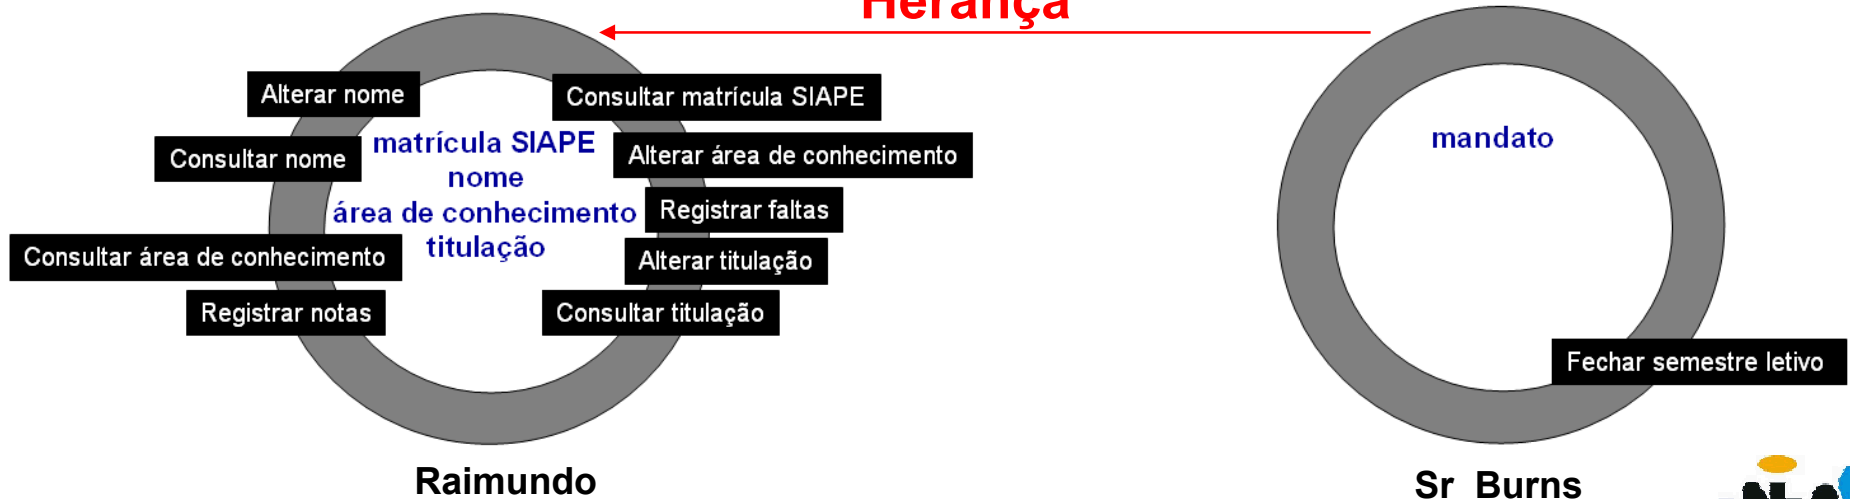 Herança
Alterar nome
Consultar matrícula SIAPE
matrícula SIAPE
Consultar nome
Alterar área de conhecimento
nome
área de conhecimento
Registrar faltas
titulação
Consultar área de conhecimento
Alterar titulação
Registrar notas
Consultar titulação
mandato
Fechar semestre letivo
Raimundo
Sr Burns